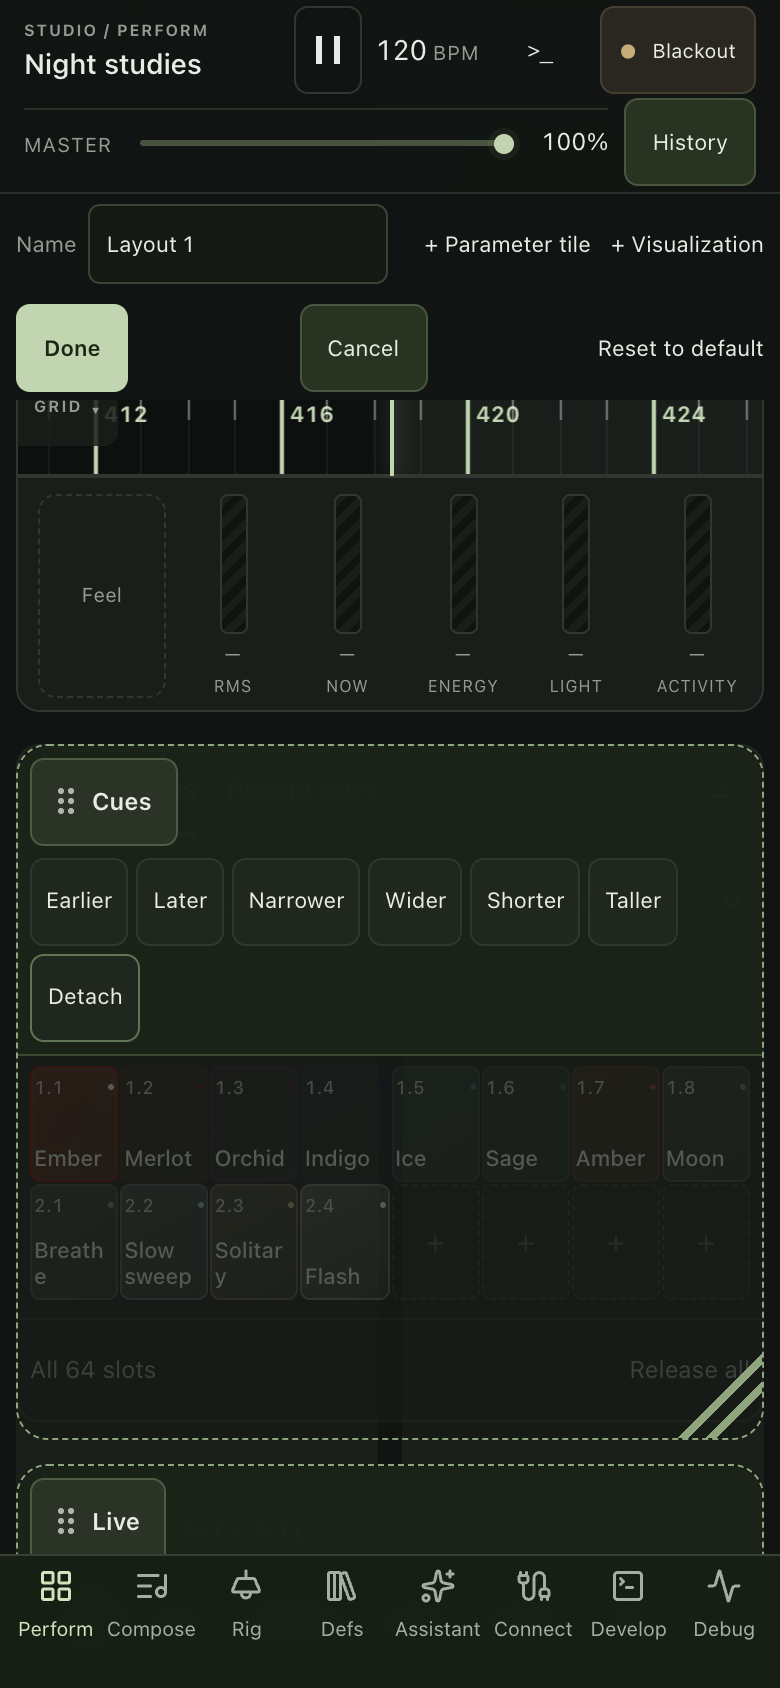 STUDIO / PERFORM
Night studies
120 BPM
>_
Blackout
MASTER
100%
History
Name
Layout 1
+ Parameter tile
+ Visualization
Done
Cancel
Reset to default
GRID ▾
412
416
420
424
Feel
—
—
—
—
—
RMS
NOW
ENERGY
LIGHT
ACTIVITY
Cues
Earlier
Later
Narrower
Wider
Shorter
Taller
Detach
1.1
1.2
1.3
1.4
1.5
1.6
1.7
1.8
Ember
Merlot
Orchid
Indigo
Ice
Sage
Amber
Moon
2.1
2.2
2.3
2.4
Breath
e
Slow
sweep
Solitar
y
Flash
+
+
+
+
All 64 slots
Release all
Live
Perform
Compose
Rig
Defs
Assistant
Connect
Develop
Debug